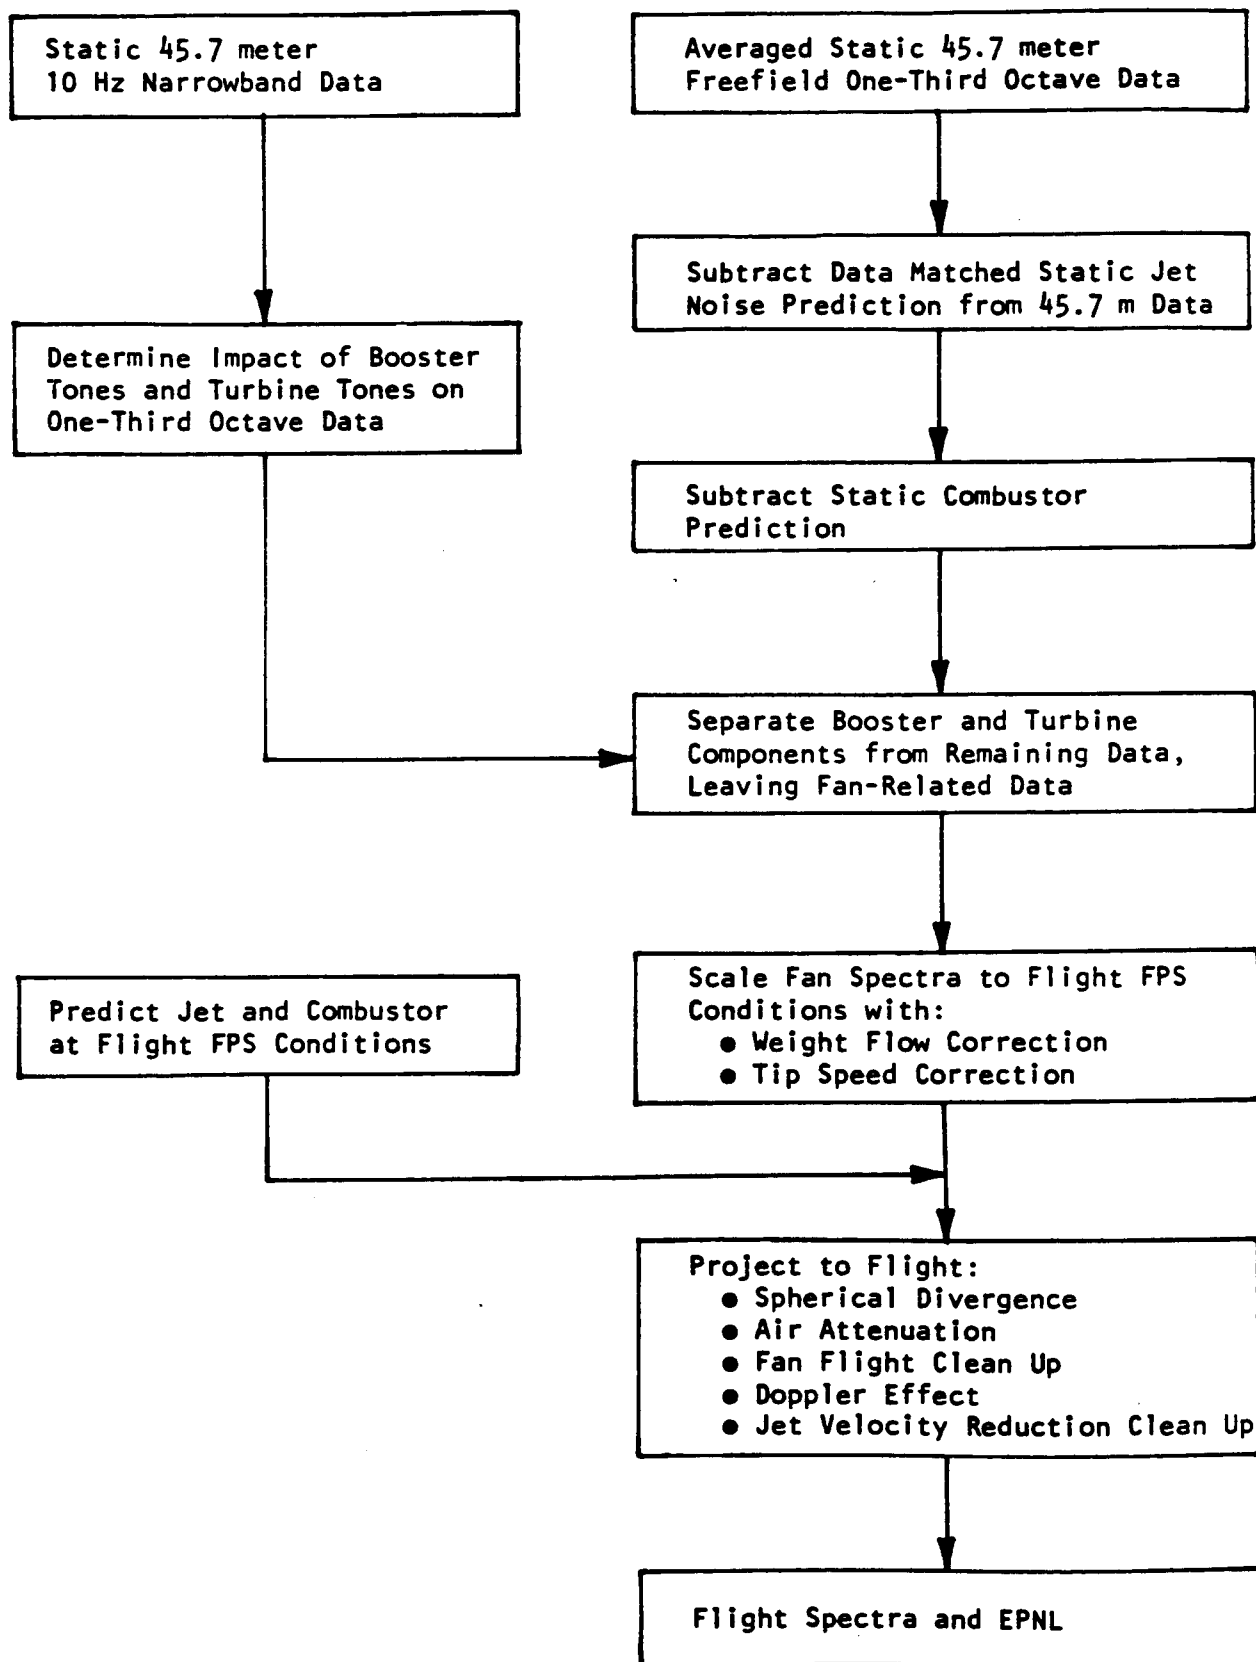 Static 45.7 meter
10 Hz Narrowband Data
Averaged Static 45.7 meter
Freefield One-Third Octave Data
Subtract Data Matched Static Jet
Noise Prediction from 45.7 m Data
Determine Impact of Booster
Tones and Turbine Tones on
One-Third Octave Data
Subtract Static Combustor
Prediction
Separate Booster and Turbine
Components from Remaining Data,
Leaving Fan-Related Data
Scale Fan Spectra to Flight FPS
Conditions with:
● Weight Flow Correction
● Tip Speed Correction
Predict Jet and Combustor
at Flight FPS Conditions
Project to Flight:
● Spherical Divergence
● Air Attenuation
● Fan Flight Clean Up
● Doppler Effect
● Jet Velocity Reduction Clean Up
Flight Spectra and EPNL